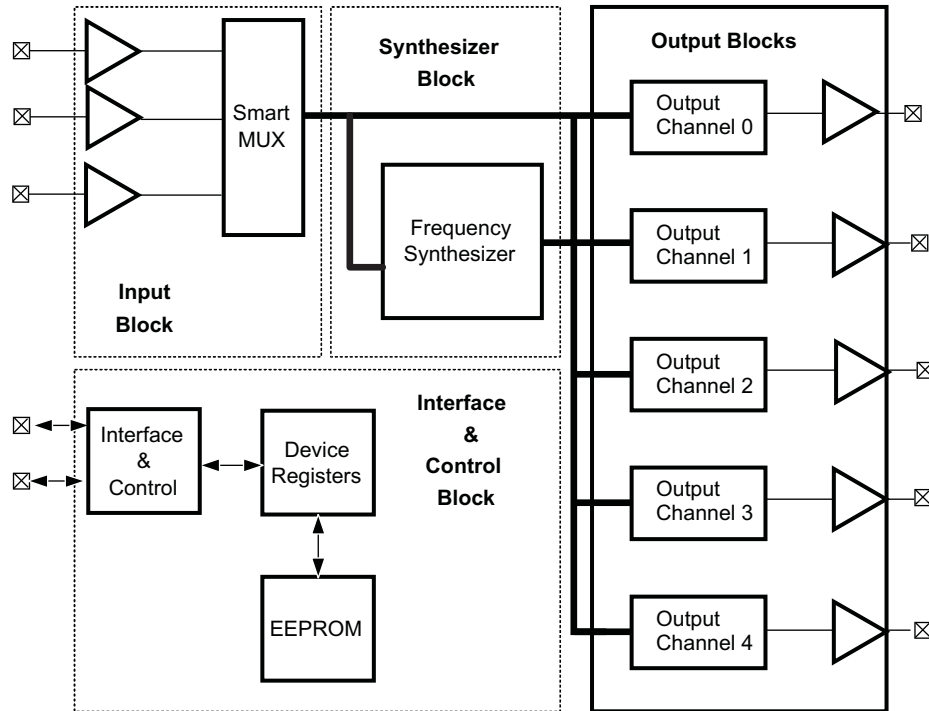 Synthesizer
Block
Output Blocks
Smart
MUX
Output
Channel 0
Frequency
Synthesizer
Output
Channel 1
Input
Block
Output
Channel 2
Interface
&
Control
Block
Interface
&
Control
Device
Registers
Output
Channel 3
EEPROM
Output
Channel 4